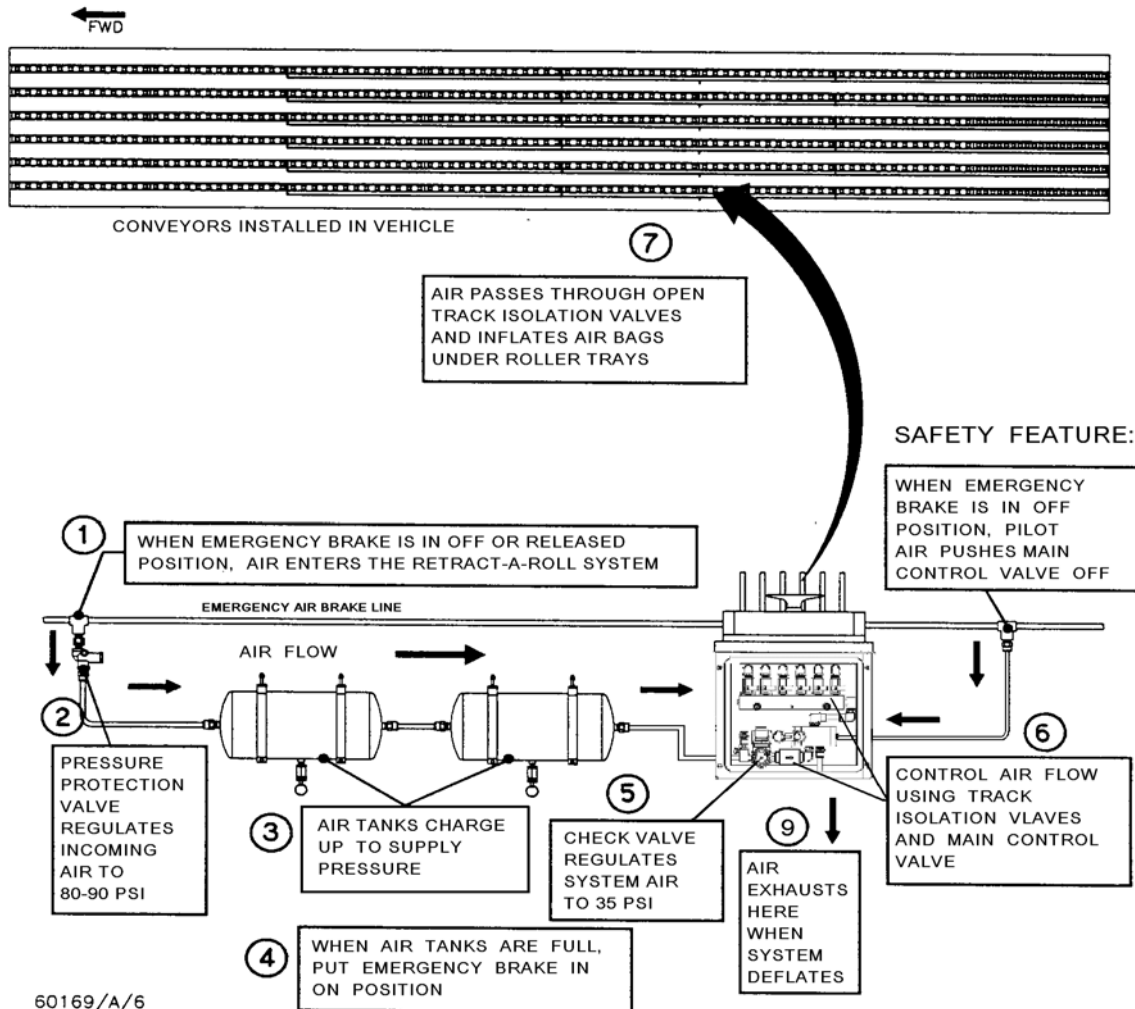 FWD
CONVEYORS INSTALLED IN VEHICLE
7
AIR PASSES THROUGH OPEN
TRACK ISOLATION VALVES
AND INFLATES AIR BAGS
UNDER ROLLER TRAYS
SAFETY FEATURE:
WHEN EMERGENCY
BRAKE IS IN OFF
POSITION, PILOT
AIR PUSHES MAIN
CONTROL VALVE OFF
1
WHEN EMERGENCY BRAKE IS IN OFF OR RELEASED
POSITION, AIR ENTERS THE RETRACT-A-ROLL SYSTEM
EMERGENCY AIR BRAKE LINE
AIR FLOW
2
PRESSURE
PROTECTION
VALVE
REGULATES
INCOMING
AIR TO
80-90 PSI
3
AIR TANKS CHARGE
UP TO SUPPLY
PRESSURE
4
WHEN AIR TANKS ARE FULL,
PUT EMERGENCY BRAKE IN
ON POSITION
5
CHECK VALVE
REGULATES
SYSTEM AIR
TO 35 PSI
6
CONTROL AIR FLOW
USING TRACK
ISOLATION VLAVES
AND MAIN CONTROL
VALVE
9
AIR
EXHAUSTS
HERE
WHEN
SYSTEM
DEFLATES
60169/A/6